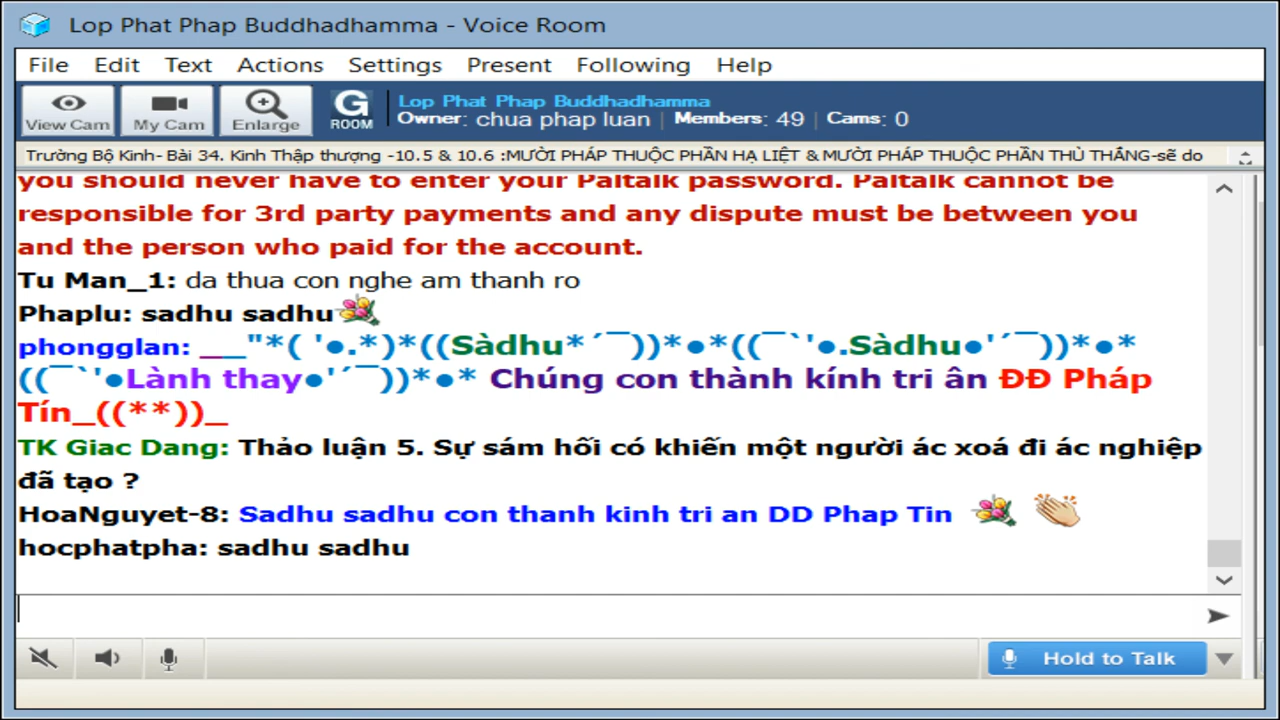 Lop Phat Phap Buddhadhamma - Voice Room
File Edit Text Actions Settings Present Following Help
View Cam My Cam Enlarge G ROOM
Lop Phat Phap Buddhadhamma
Owner: chua phap luan | Members: 49 | Cams: 0
Trường Bộ Kinh- Bài 34. Kinh Thập thượng -10.5 & 10.6 :MƯỜI PHÁP THUỘC PHẦN HẠ LIỆT & MƯỜI PHÁP THUỘC PHẦN THÙ THẮNG-sẽ do
you should never have to enter your Paltalk password. Paltalk cannot be
responsible for 3rd party payments and any dispute must be between you
and the person who paid for the account.
Tu Man_1: da thua con nghe am thanh ro
Phaplu: sadhu sadhu
phongglan: __"*( '●.*)*((Sàdhu*´¯))*●*((¯`'●.Sàdhu●'´¯))*●*
((¯`'●Lành thay●'´¯))*●* Chúng con thành kính tri ân ĐĐ Pháp
Tín_((**))_
TK Giac Dang: Thảo luận 5. Sự sám hối có khiến một người ác xoá đi ác nghiệp
đã tạo ?
HoaNguyet-8: Sadhu sadhu con thanh kinh tri an DD Phap Tin
hocphatpha: sadhu sadhu
Hold to Talk